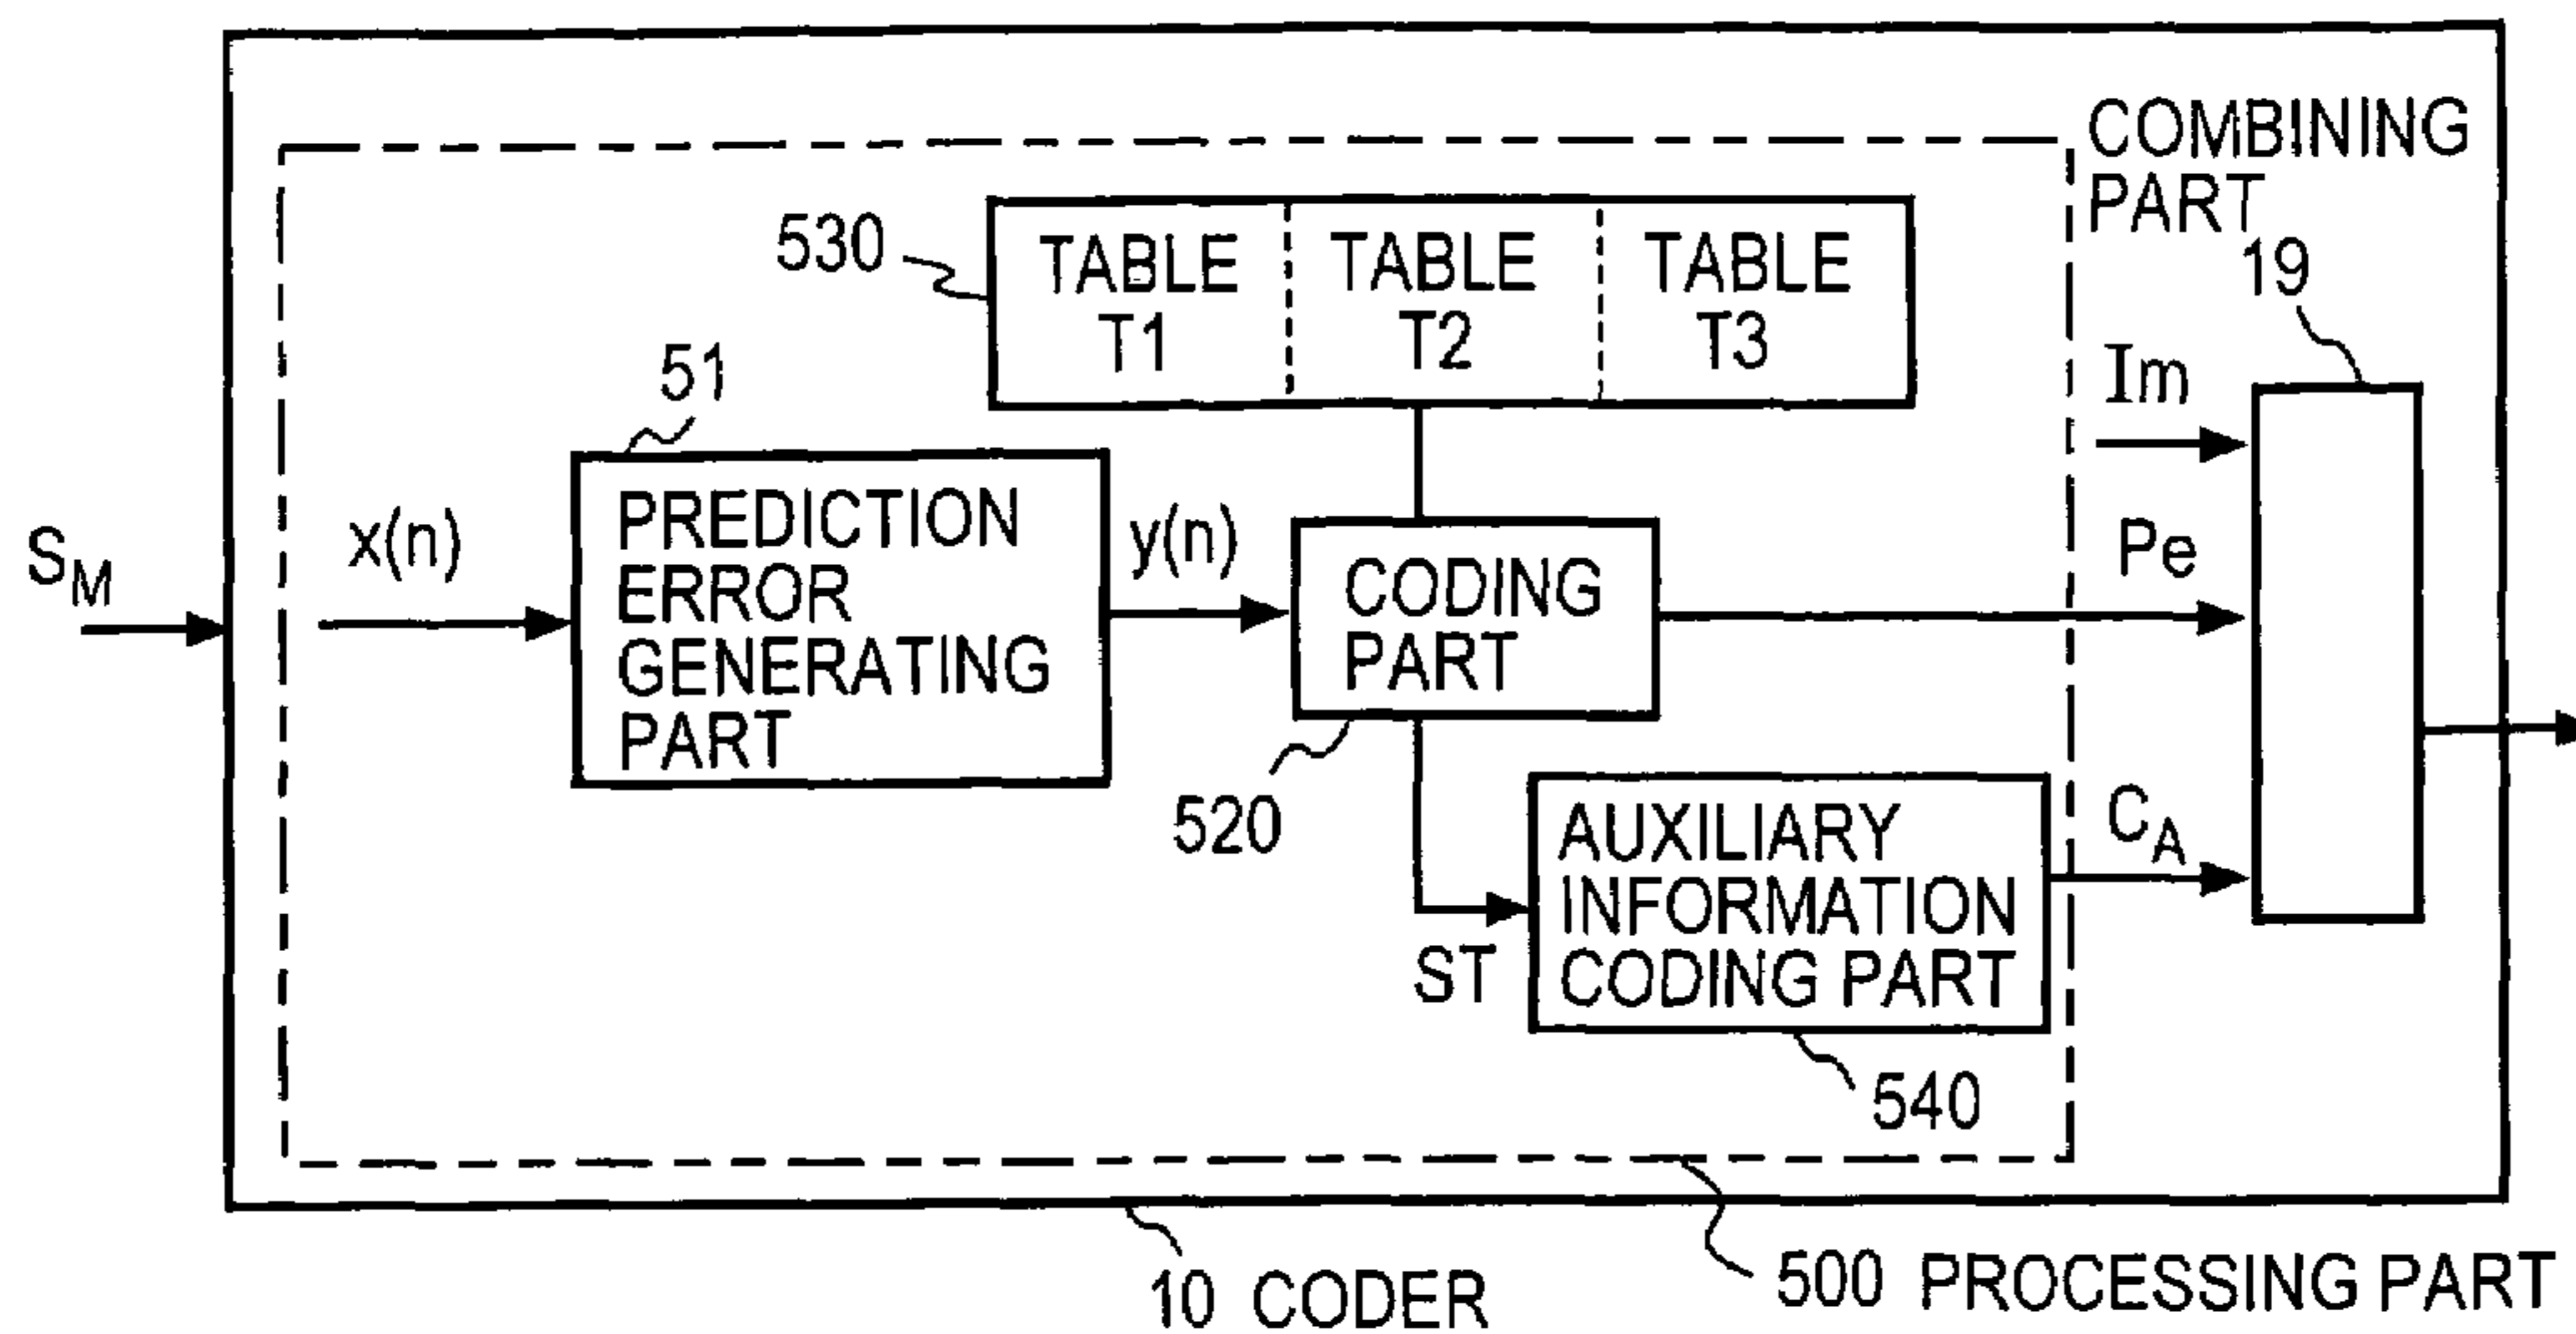 COMBINING
PART
19
530
TABLE
T1
TABLE
T2
TABLE
T3
51
Im
S_M
x(n)
PREDICTION
ERROR
GENERATING
PART
y(n)
CODING
PART
Pe
520
AUXILIARY
INFORMATION
CODING PART
C_A
ST
540
10 CODER
500 PROCESSING PART